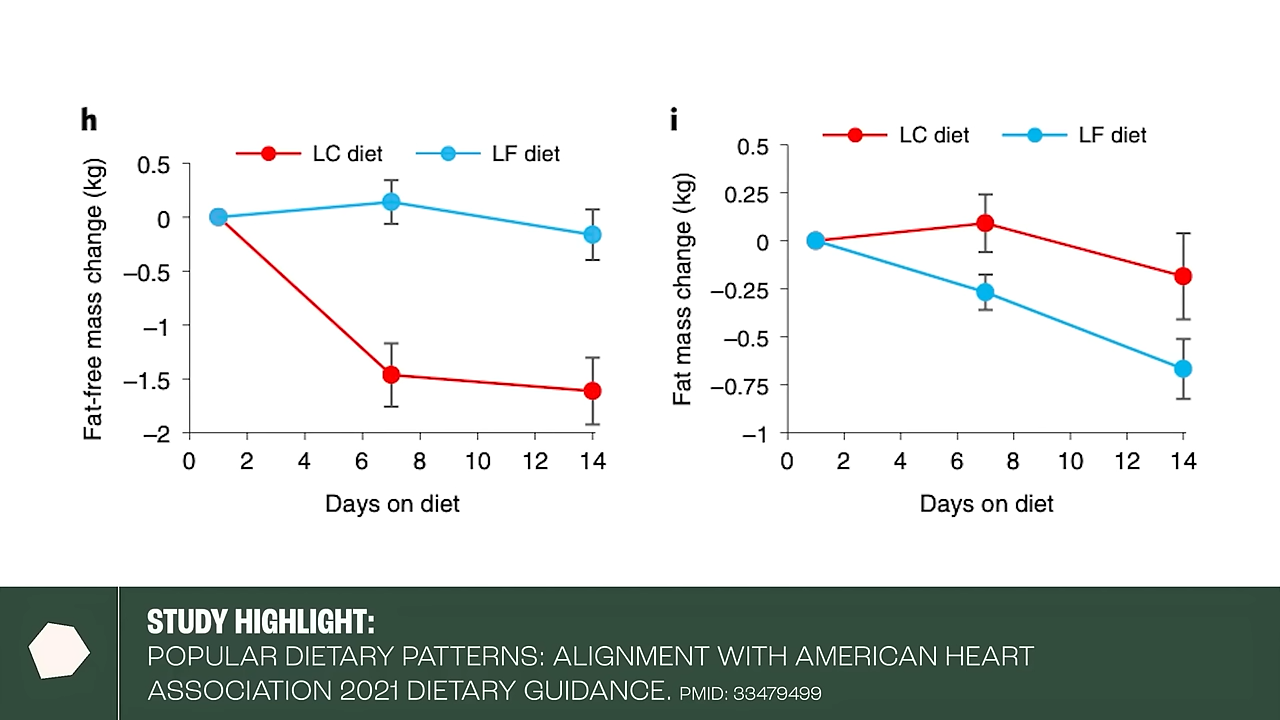 h
LC diet LF diet
0.5
0
–0.5
–1
–1.5
–2
Fat-free mass change (kg)
0 2 4 6 8 10 12 14
Days on diet
i
LC diet LF diet
0.5
0.25
0
–0.25
–0.5
–0.75
–1
Fat mass change (kg)
0 2 4 6 8 10 12 14
Days on diet
STUDY HIGHLIGHT:
POPULAR DIETARY PATTERNS: ALIGNMENT WITH AMERICAN HEART
ASSOCIATION 2021 DIETARY GUIDANCE. PMID: 33479499